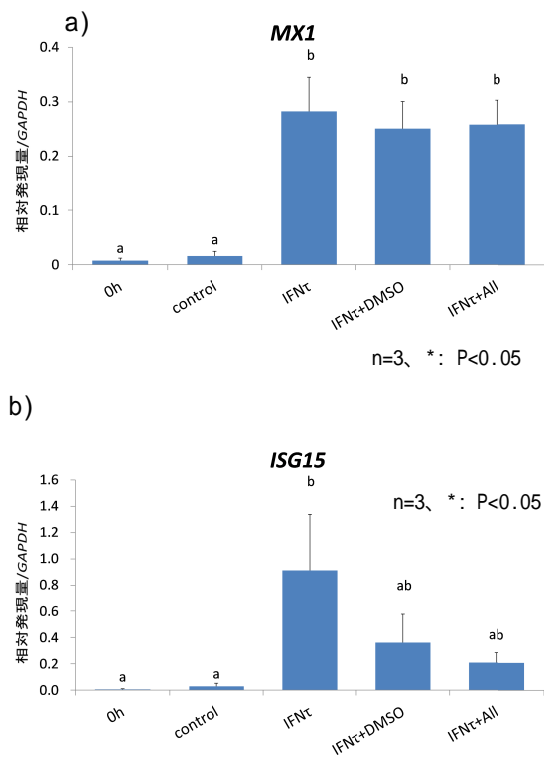 a)
MX1
相対発現量/GAPDH
0.4
0.3
0.2
0.1
0
a
a
b
b
b
0h
control
IFNτ
IFNτ+DMSO
IFNτ+All
n=3、*: P<0.05
b)
ISG15
相対発現量/GAPDH
1.6
1.4
1.2
1.0
0.8
0.6
0.4
0.2
0.0
a
a
b
ab
ab
n=3、*: P<0.05
0h
control
IFNτ
IFNτ+DMSO
IFNτ+All